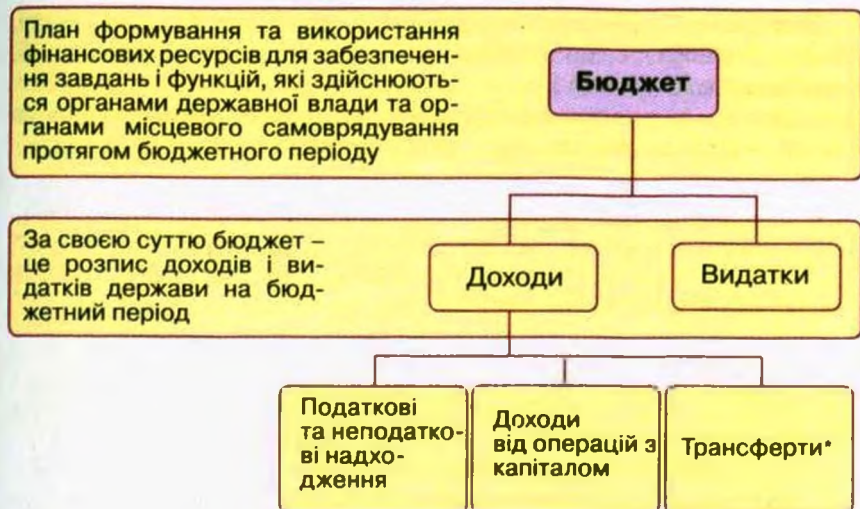 План формування та використання
фінансових ресурсів для забезпечен-
ня завдань і функцій, які здійснюють-
ся органами державної влади та ор-
ганами місцевого самоврядування
протягом бюджетного періоду
Бюджет
За своєю суттю бюджет –
це розпис доходів і ви-
датків держави на бюд-
жетний період
Доходи
Видатки
Податкові
та неподатко-
ві надхо-
дження
Доходи
від операцій з
капіталом
Трансферти*